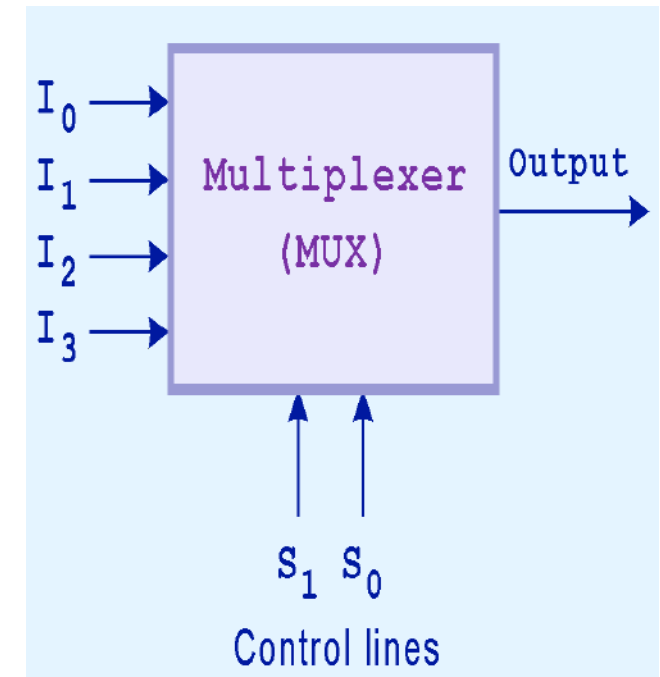 I0
I1
I2
I3
Multiplexer
(MUX)
Output
S1 S0
Control lines